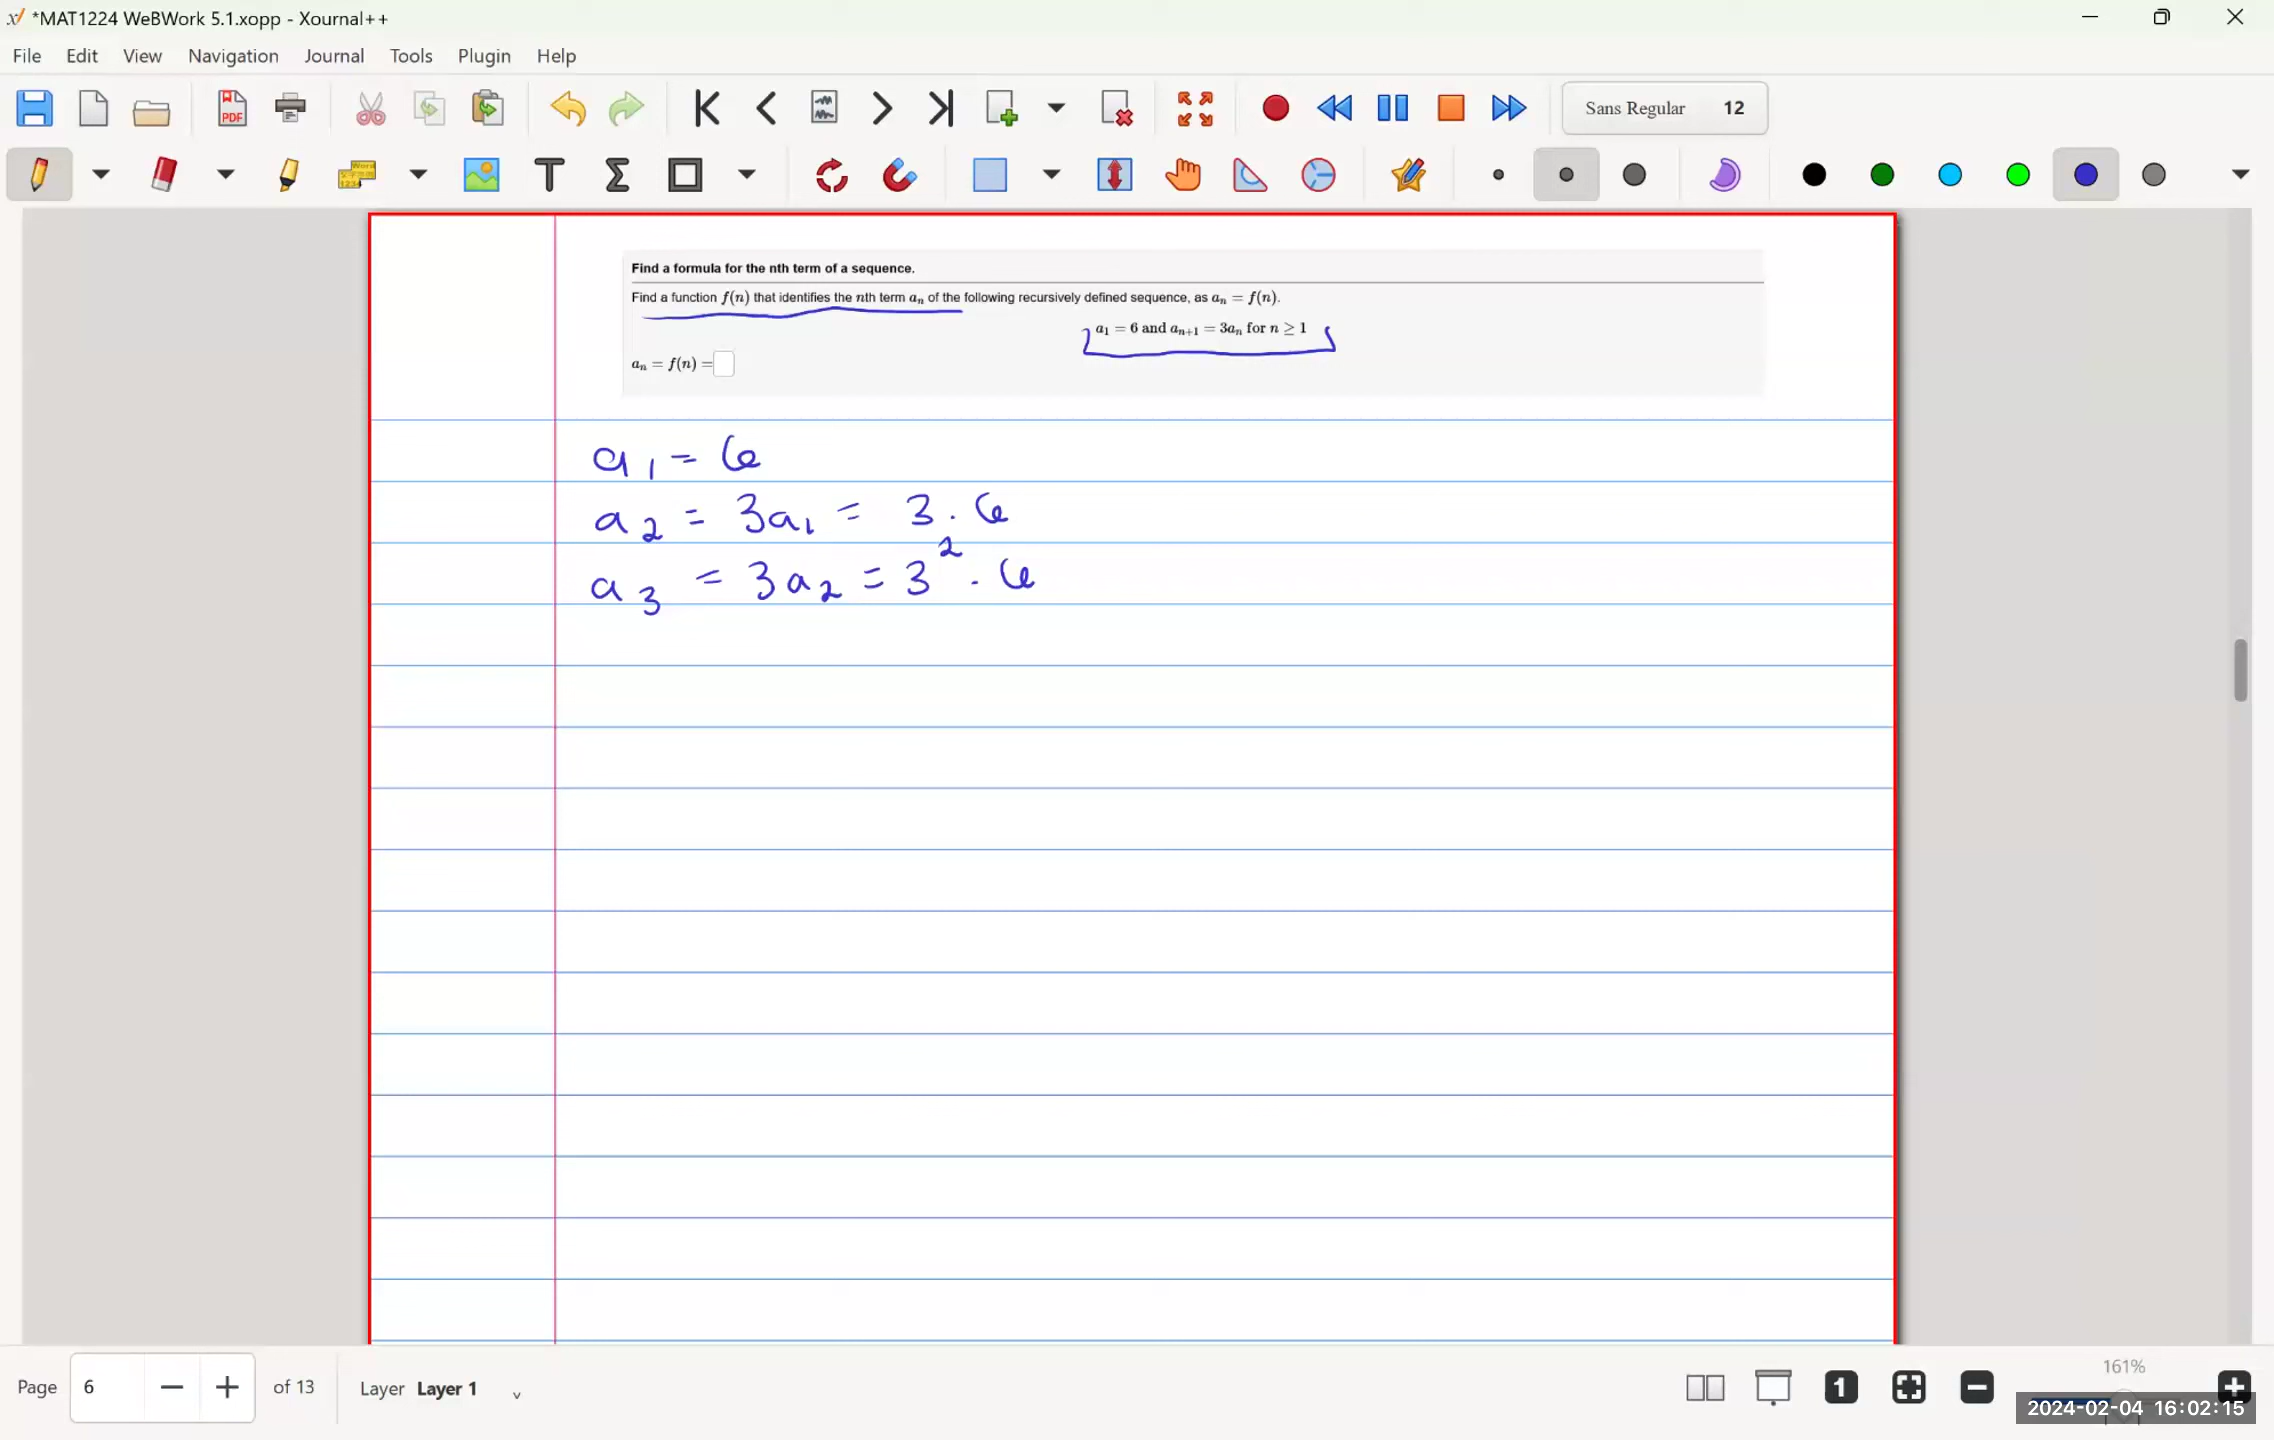 *MAT1224 WeBWork 5.1.xopp - Xournal++
File Edit View Navigation Journal Tools Plugin Help
PDF
Sans Regular 12
Find a formula for the nth term of a sequence.
Find a function f(n) that identifies the nth term aₙ of the following recursively defined sequence, as aₙ = f(n).
a₁ = 6 and aₙ₊₁ = 3aₙ for n ≥ 1
aₙ = f(n) =
a₁ = 6
a₂ = 3a₁ = 3 · 6
a₃ = 3a₂ = 3² · 6
161%
Page 6 of 13 Layer Layer 1
2024-02-04 16:02:15